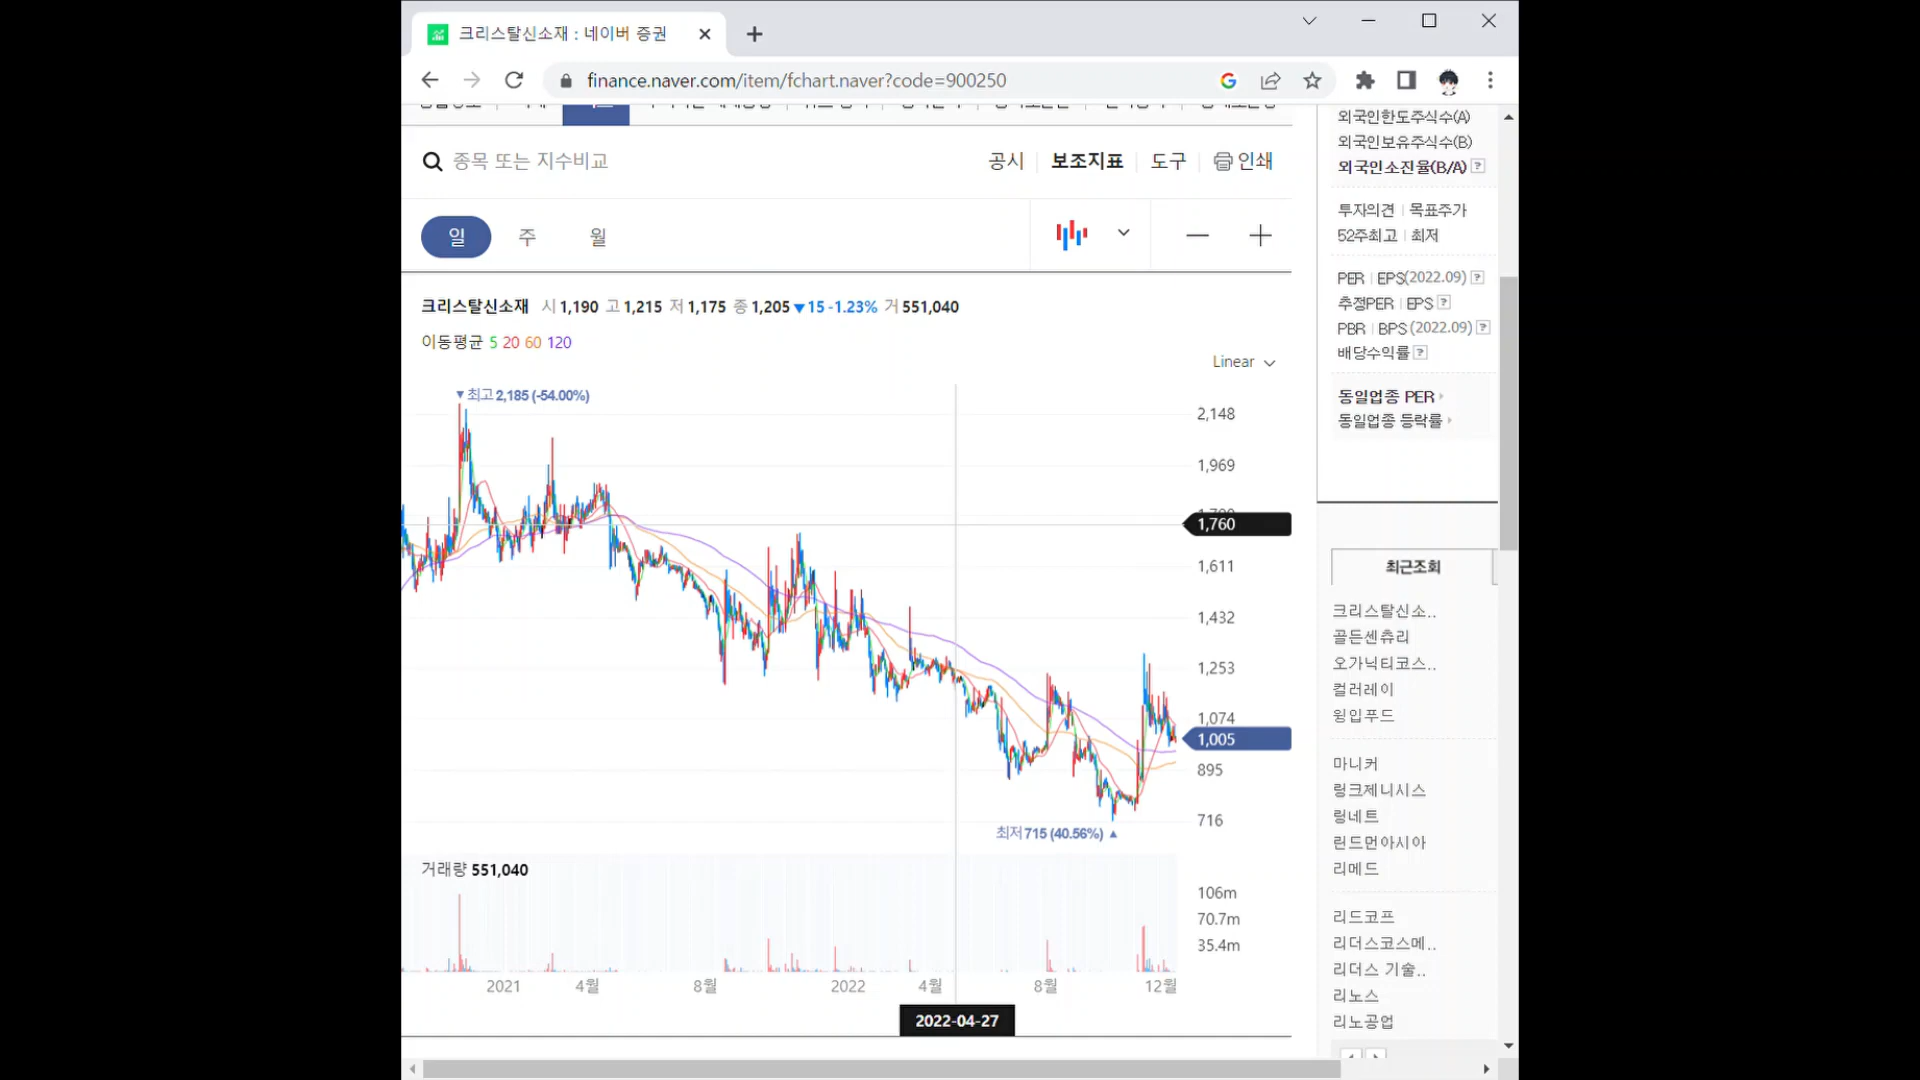 크리스탈신소재 : 네이버 증권
finance.naver.com/item/fchart.naver?code=900250
종목 또는 지수비교
공시 보조지표 도구 인쇄
일 주 월
크리스탈신소재 시 1,190 고 1,215 저 1,175 종 1,205 ▼15 -1.23% 거 551,040
이동평균 5 20 60 120
Linear
▼최고 2,185 (-54.00%)
2,148
1,969
1,760
1,611
1,432
1,253
1,074
1,005
895
716
최저 715 (40.56%) ▲
거래량 551,040
106m
70.7m
35.4m
2021 4월 8월 2022 4월 8월 12월
2022-04-27
외국인한도주식수(A)
외국인보유주식수(B)
외국인소진율(B/A) ?
투자의견 | 목표주가
52주최고 | 최저
PER | EPS(2022.09) ?
추정PER | EPS ?
PBR | BPS (2022.09) ?
배당수익률 ?
동일업종 PER
동일업종 등락률
최근조회
크리스탈신소..
골든센츄리
오가닉티코스..
컬러레이
윙입푸드
마니커
링크제니시스
링네트
린드먼아시아
리메드
리드코프
리더스코스메..
리더스 기술..
리노스
리노공업